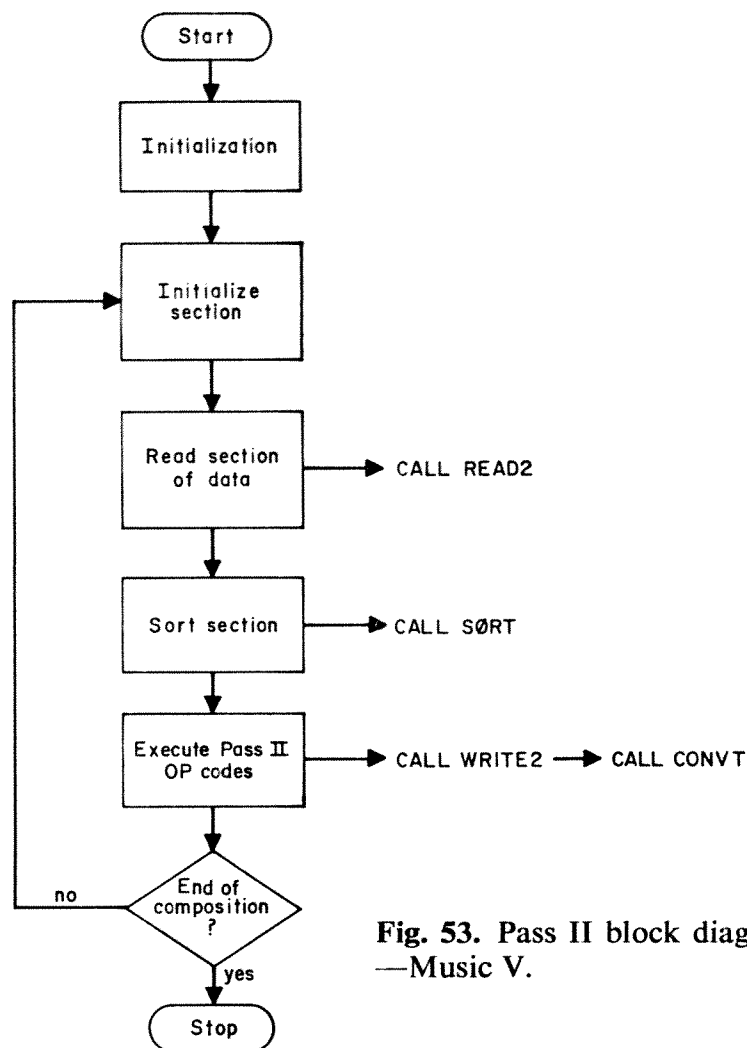 Start
Initialization
Initialize
section
Read section
of data
CALL READ2
Sort section
CALL SØRT
Execute Pass II
OP codes
CALL WRITE2
CALL CONVT
End of
composition
?
no
yes
Stop
Fig. 53. Pass II block diag
—Music V.